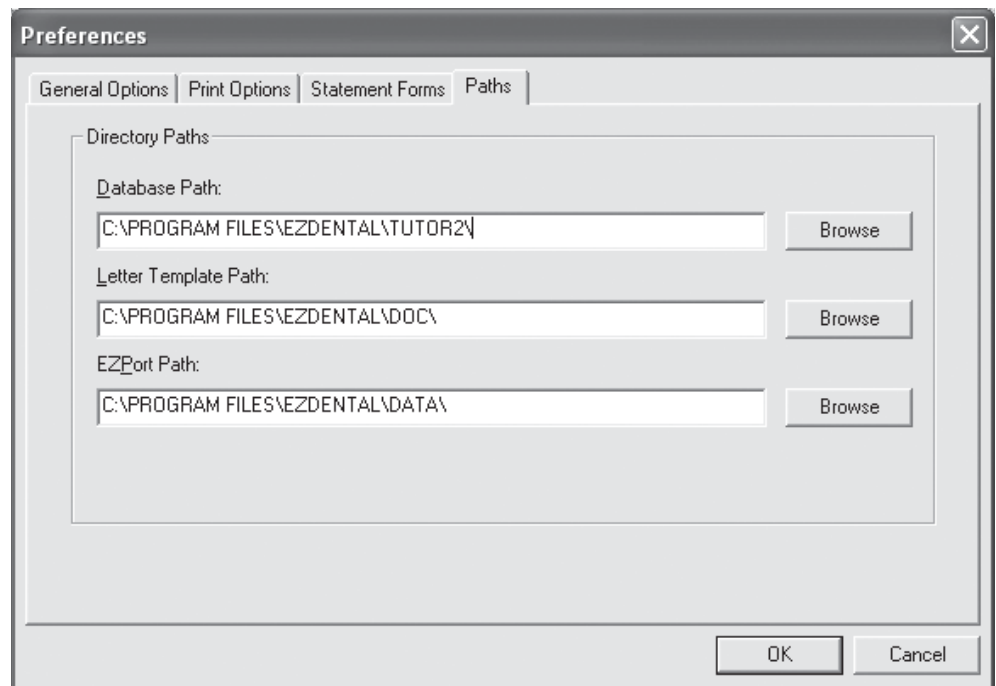 Preferences
General Options Print Options Statement Forms Paths
Directory Paths
Database Path:
C:\PROGRAM FILES\EZDENTAL\TUTOR2\
Browse
Letter Template Path:
C:\PROGRAM FILES\EZDENTAL\DOC\
Browse
EZPort Path:
C:\PROGRAM FILES\EZDENTAL\DATA\
Browse
OK Cancel